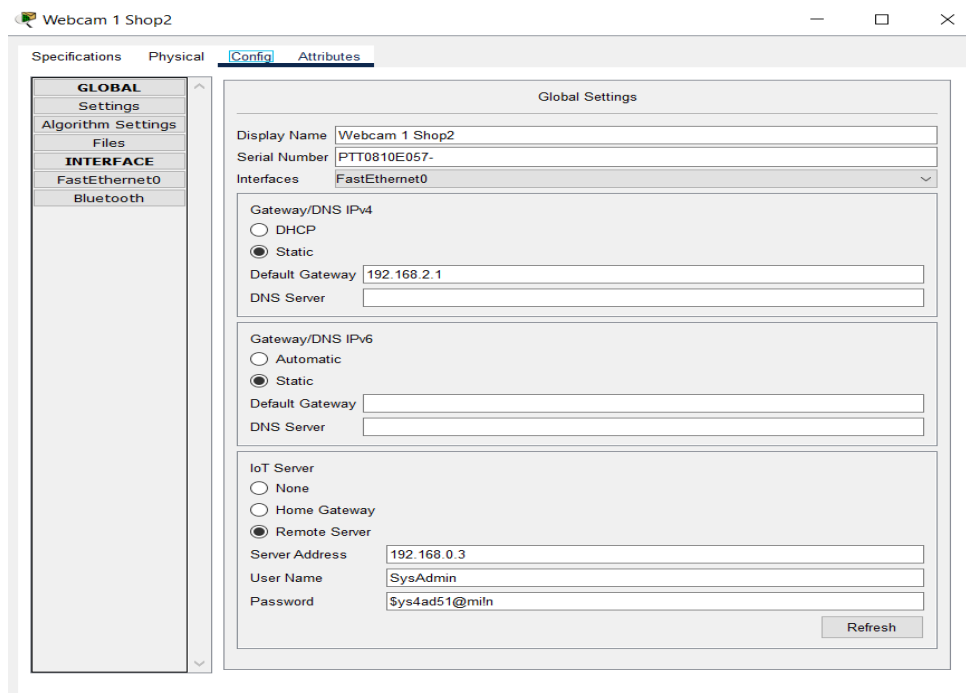 Webcam 1 Shop2
Specifications Physical Config Attributes
GLOBAL
Settings
Algorithm Settings
Files
INTERFACE
FastEthernet0
Bluetooth
Global Settings
Display Name Webcam 1 Shop2
Serial Number PTT0810E057-
Interfaces FastEthernet0
Gateway/DNS IPv4
DHCP
Static
Default Gateway 192.168.2.1
DNS Server
Gateway/DNS IPv6
Automatic
Static
Default Gateway
DNS Server
IoT Server
None
Home Gateway
Remote Server
Server Address 192.168.0.3
User Name SysAdmin
Password $ys4ad51@mi!n
Refresh